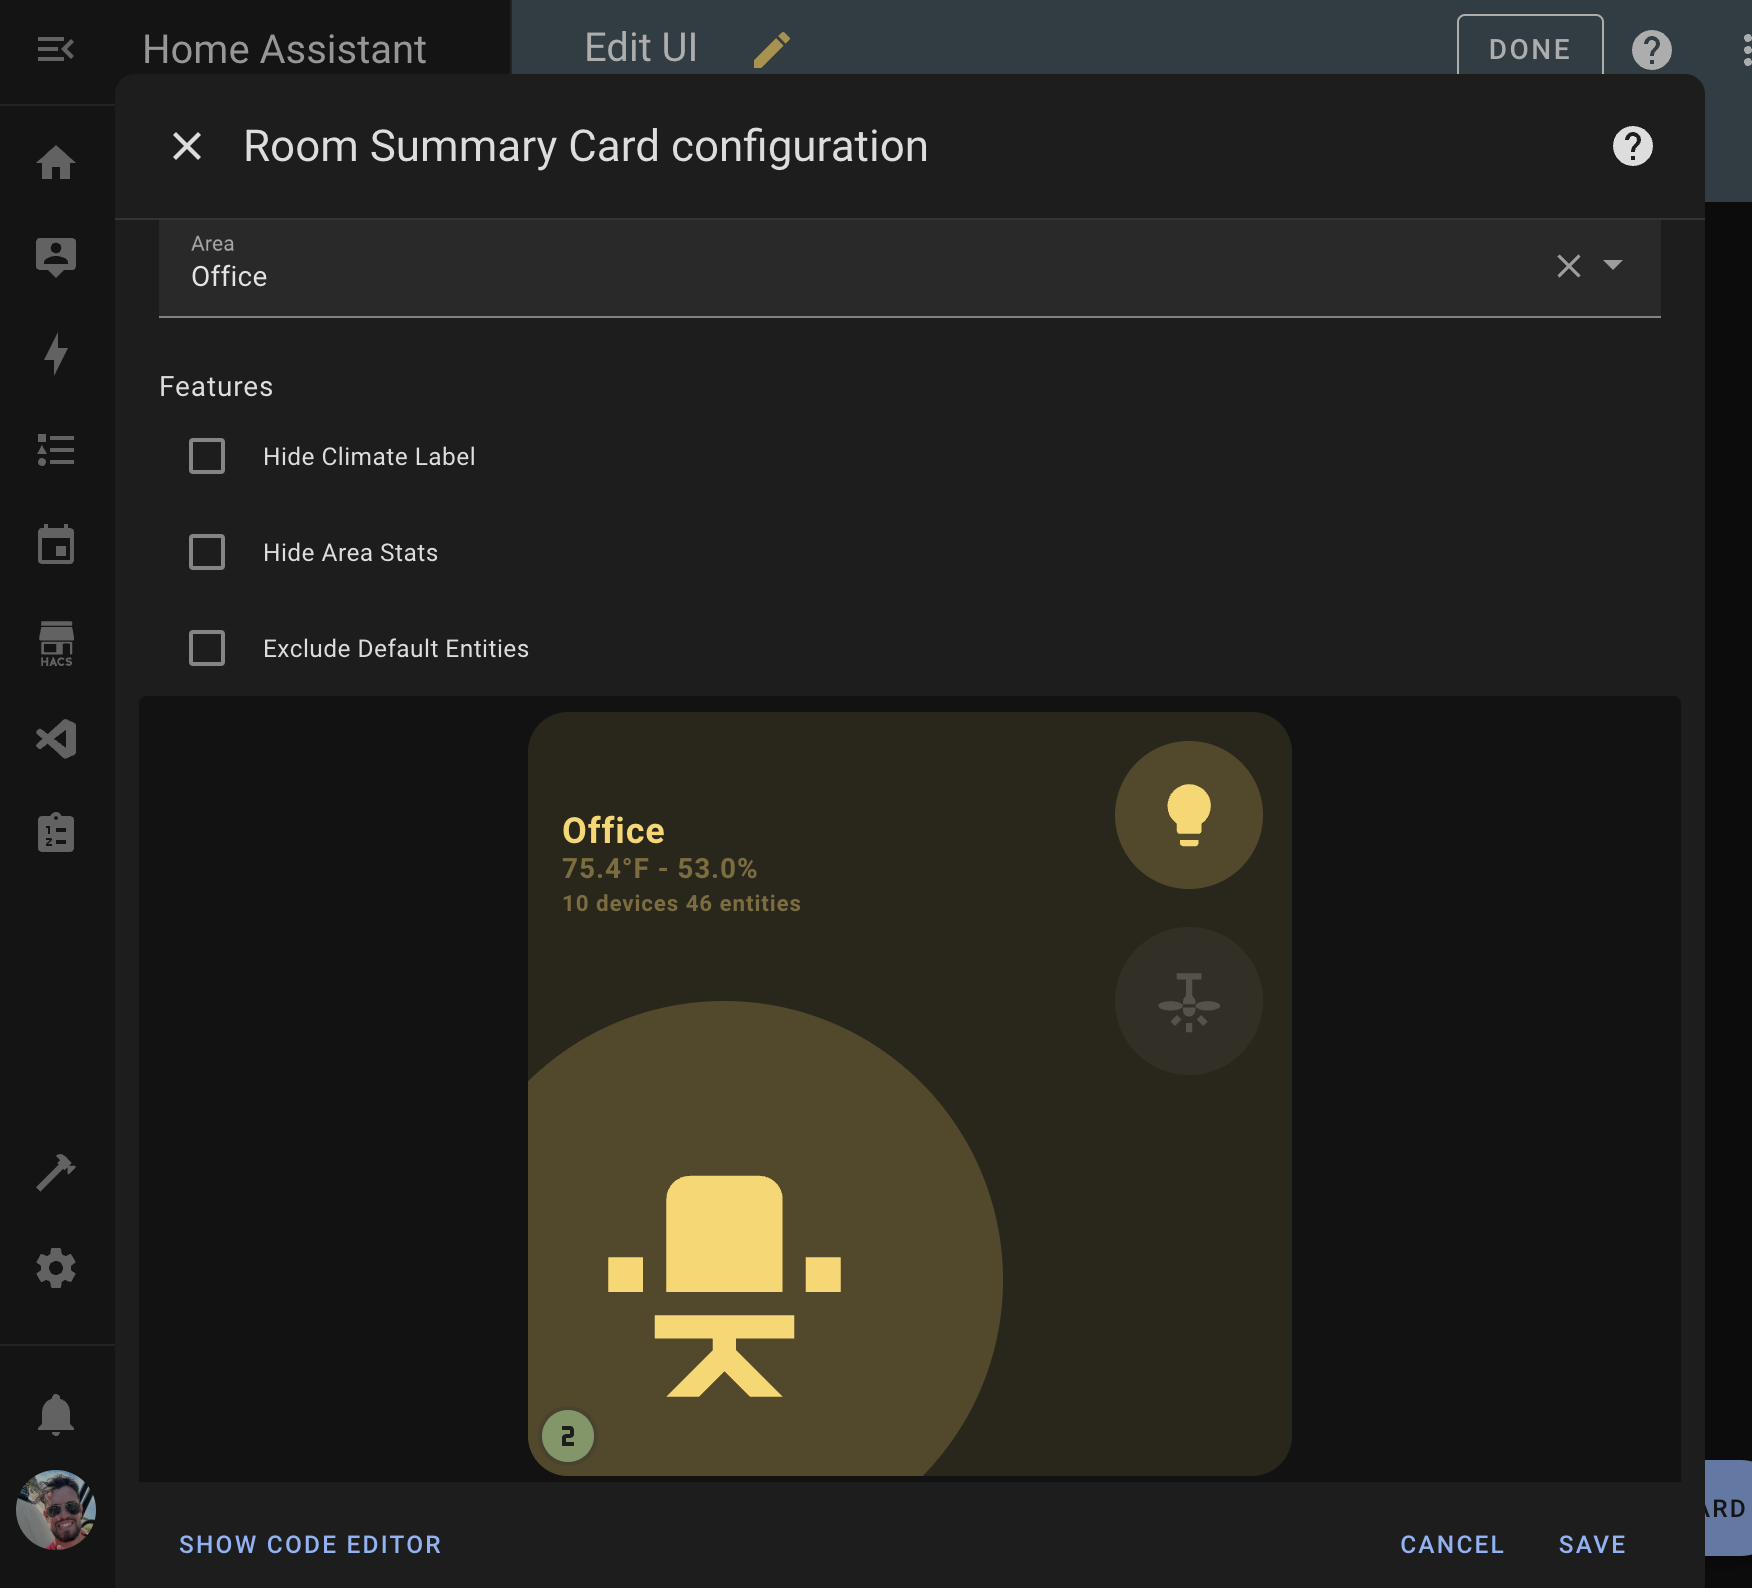 Home Assistant
Edit UI
DONE
Room Summary Card configuration
Area
Office
Features
Hide Climate Label
Hide Area Stats
Exclude Default Entities
HACS
Office
75.4°F - 53.0%
10 devices 46 entities
2
ARD
SHOW CODE EDITOR
CANCEL
SAVE